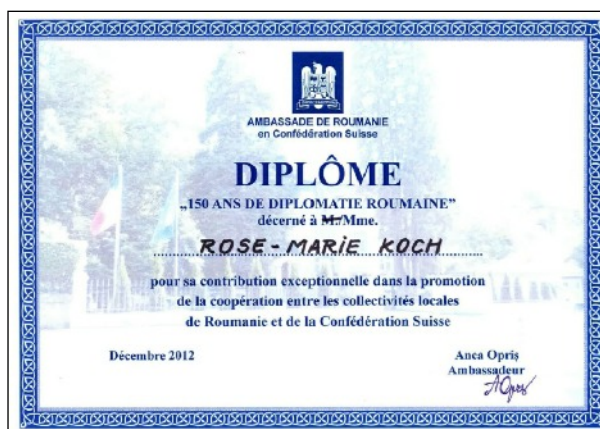 AMBASSADE DE ROUMANIE
en Confédération Suisse
DIPLÔME
„150 ANS DE DIPLOMATIE ROUMAINE”
décerné à M./Mme.
ROSE-MARIE KOCH
pour sa contribution exceptionnelle dans la promotion
de la coopération entre les collectivités locales
de Roumanie et de la Confédération Suisse
Décembre 2012
Anca Opriş
Ambassadeur
AOpriş